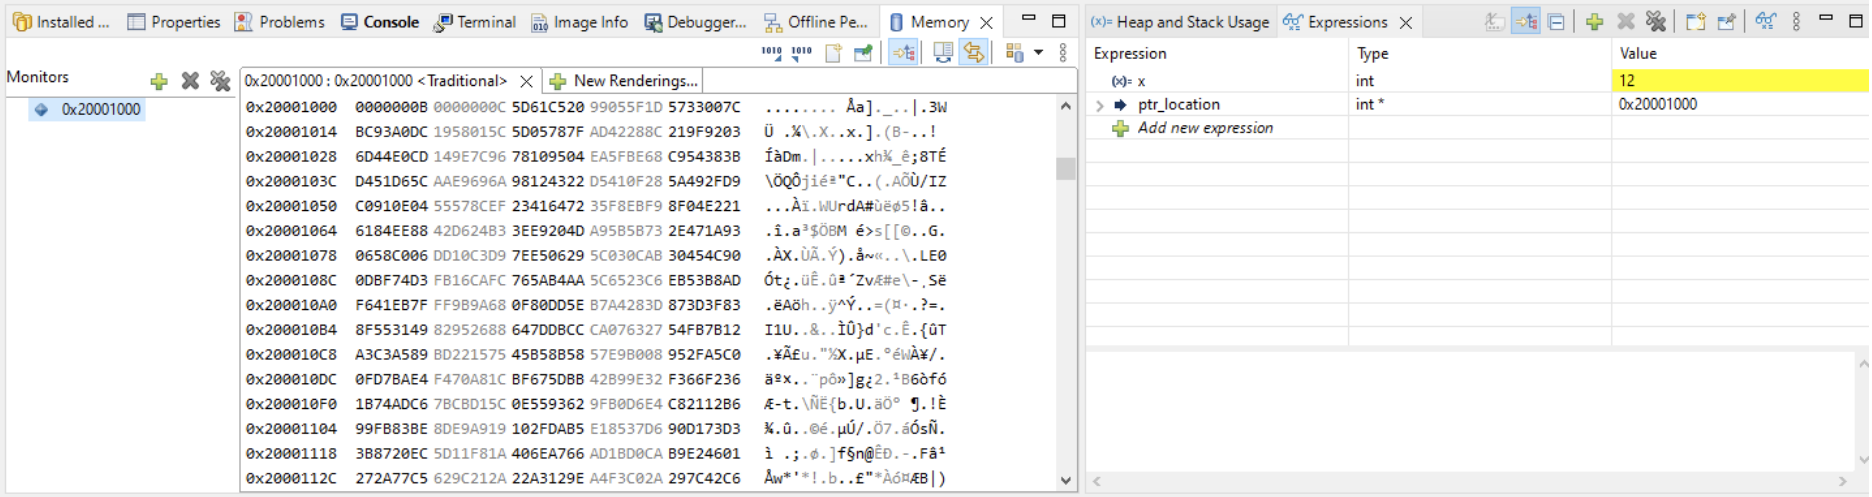 Installed ... Properties Problems Console Terminal Image Info Debugger... Offline Pe... Memory
Monitors
0x20001000
0x20001000 : 0x20001000 <Traditional> New Renderings...
0x20001000 0000000B 0000000C 5D61C520 99055F1D 5733007C ........ Åa]._..|.3W
0x20001014 BC93A0DC 1958015C 5D05787F AD42288C 219F9203 Ü .¼\.X..x.].(B-..!
0x20001028 6D44E0CD 149E7C96 78109504 EA5FBE68 C954383B ÍàDm.|.....xh¾_ê;8TÉ
0x2000103C D451D65C AAE9696A 98124322 D5410F28 5A492FD9 \ÖQÔjiéª"C..(.AÕÙ/IZ
0x20001050 C0910E04 55578CEF 23416472 35F8EBF9 8F04E221 ...Àï.WUrdA#ùëø5!â..
0x20001064 6184EE88 42D624B3 3EE9204D A95B5B73 2E471A93 .î.a³$ÖBM é>s[[©..G.
0x20001078 0658C006 DD10C3D9 7EE50629 5C030CAB 30454C90 .ÀX.ÙÃ.Ý).å~«..\.LE0
0x2000108C 0DBF74D3 FB16CAFC 765AB4AA 5C6523C6 EB53B8AD Ót¿.üÊ.ûª´ZvÆ#e\-¸Së
0x200010A0 F641EB7F FF9B9A68 0F80DD5E B7A4283D 873D3F83 .ëAöh..ÿ^Ý..=(¤·.?=.
0x200010B4 8F553149 82952688 647DDBCC CA076327 54FB7B12 I1U..&..ÌÛ}d'c.Ê.{ûT
0x200010C8 A3C3A589 BD221575 45B58B58 57E9B008 952FA5C0 .¥Ã£u."½X.µE.°éWÀ¥/.
0x200010DC 0FD7BAE4 F470A81C BF675DBB 42B99E32 F366F236 äºx..¨pô»]g¿2.¹B6òfó
0x200010F0 1B74ADC6 7BCBD15C 0E559362 9FB0D6E4 C82112B6 Æ-t.\ÑË{b.U.äÖ° ¶.!È
0x20001104 99FB83BE 8DE9A919 102FDAB5 E18537D6 90D173D3 ¾.û..©é.µÚ/.Ö7.áÓsÑ.
0x20001118 3B8720EC 5D11F81A 406EA766 AD1BD0CA B9E24601 ì .;.ø.]f§n@ÊÐ.-.Fâ¹
0x2000112C 272A77C5 629C212A 22A3129E A4F3C02A 297C42C6 Åw*'*!.b..£"*Àó¤ÆB|)
(x)= Heap and Stack Usage Expressions
Expression Type Value
(x)= x int 12
ptr_location int * 0x20001000
Add new expression